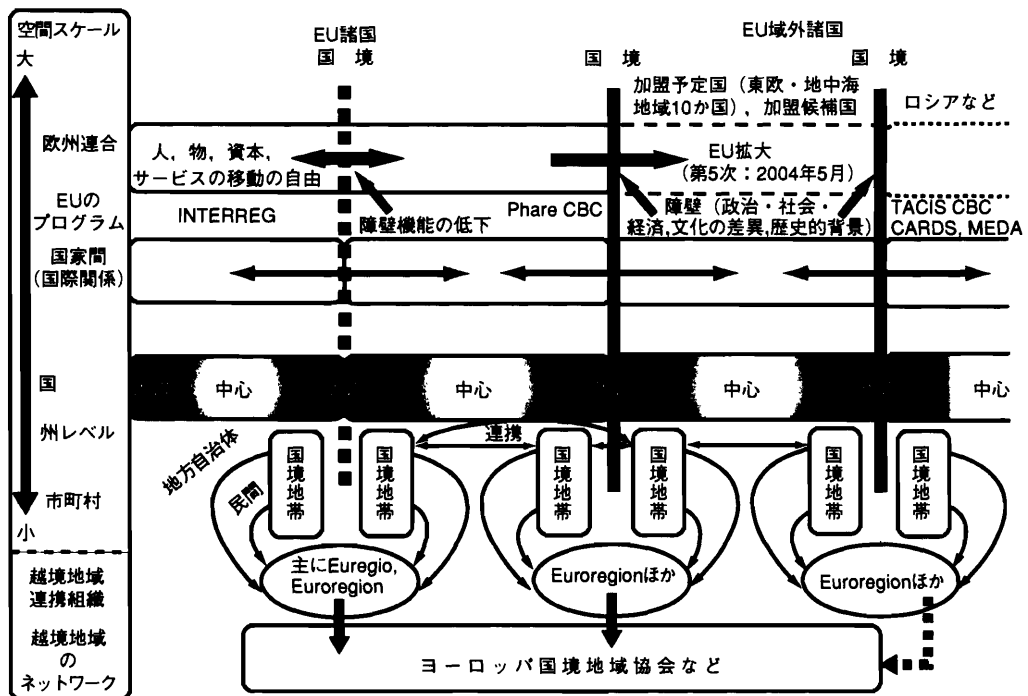 空間スケール
大
欧州連合
EUの
プログラム
国家間
(国際関係)
国
州レベル
市町村
小
越境地域
連携組織
越境地域
の
ネットワーク
EU諸国
国 境
EU域外諸国
国 境
国 境
加盟予定国（東欧・地中海
地域10か国），加盟候補国
ロシアなど
人，物，資本，
サービスの移動の自由
EU拡大
(第5次：2004年5月)
INTERREG
障壁機能の低下
Phare CBC
障壁（政治・社会・
経済,文化の差異,歴史的背景）
TACIS CBC
CARDS, MEDA
中心
中心
中心
中心
地方自治体
民間
連携
国境地帯
国境地帯
国境地帯
国境地帯
国境地帯
国境地帯
主にEuregio,
Euroregion
Euroregionほか
Euroregionほか
ヨーロッパ国境地域協会など